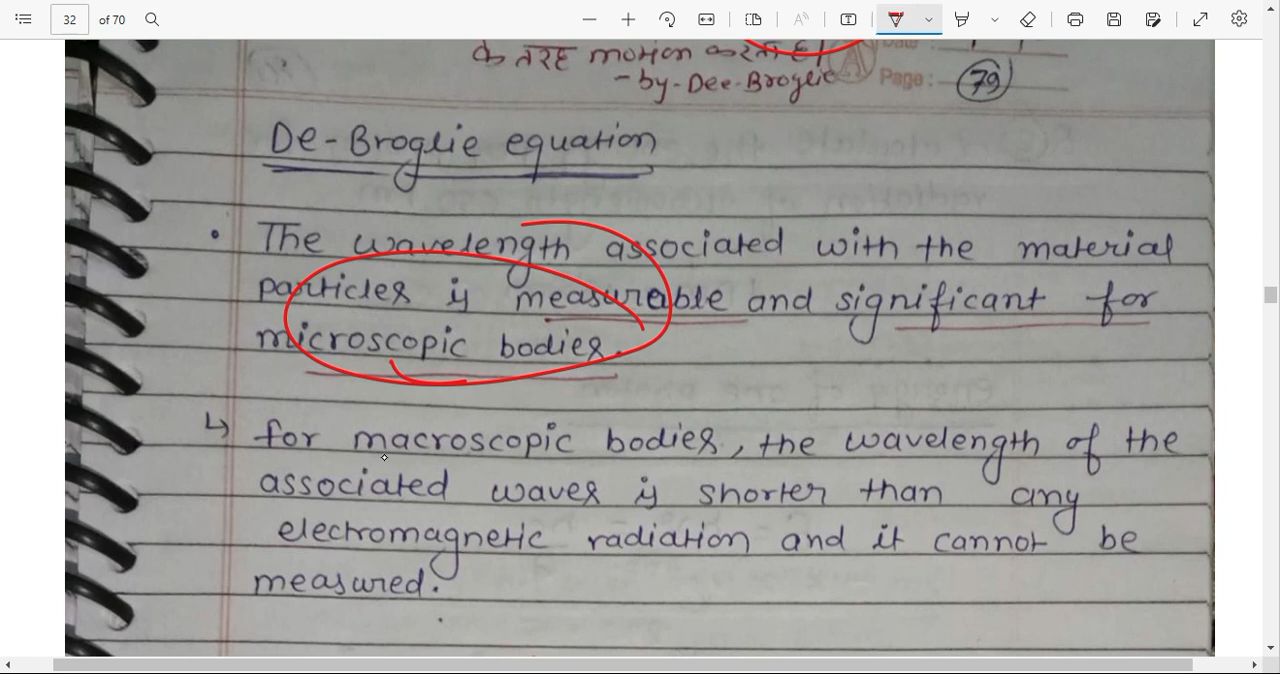 32 of 70
के तरह motion करता है।
-by-Dee-Broglie
Page: 79
De-Broglie equation
• The wavelength associated with the material
particles is measurable and significant for
microscopic bodies.
↳ for macroscopic bodies, the wavelength of the
associated waves is shorter than any
electromagnetic radiation and it cannot be
measured.